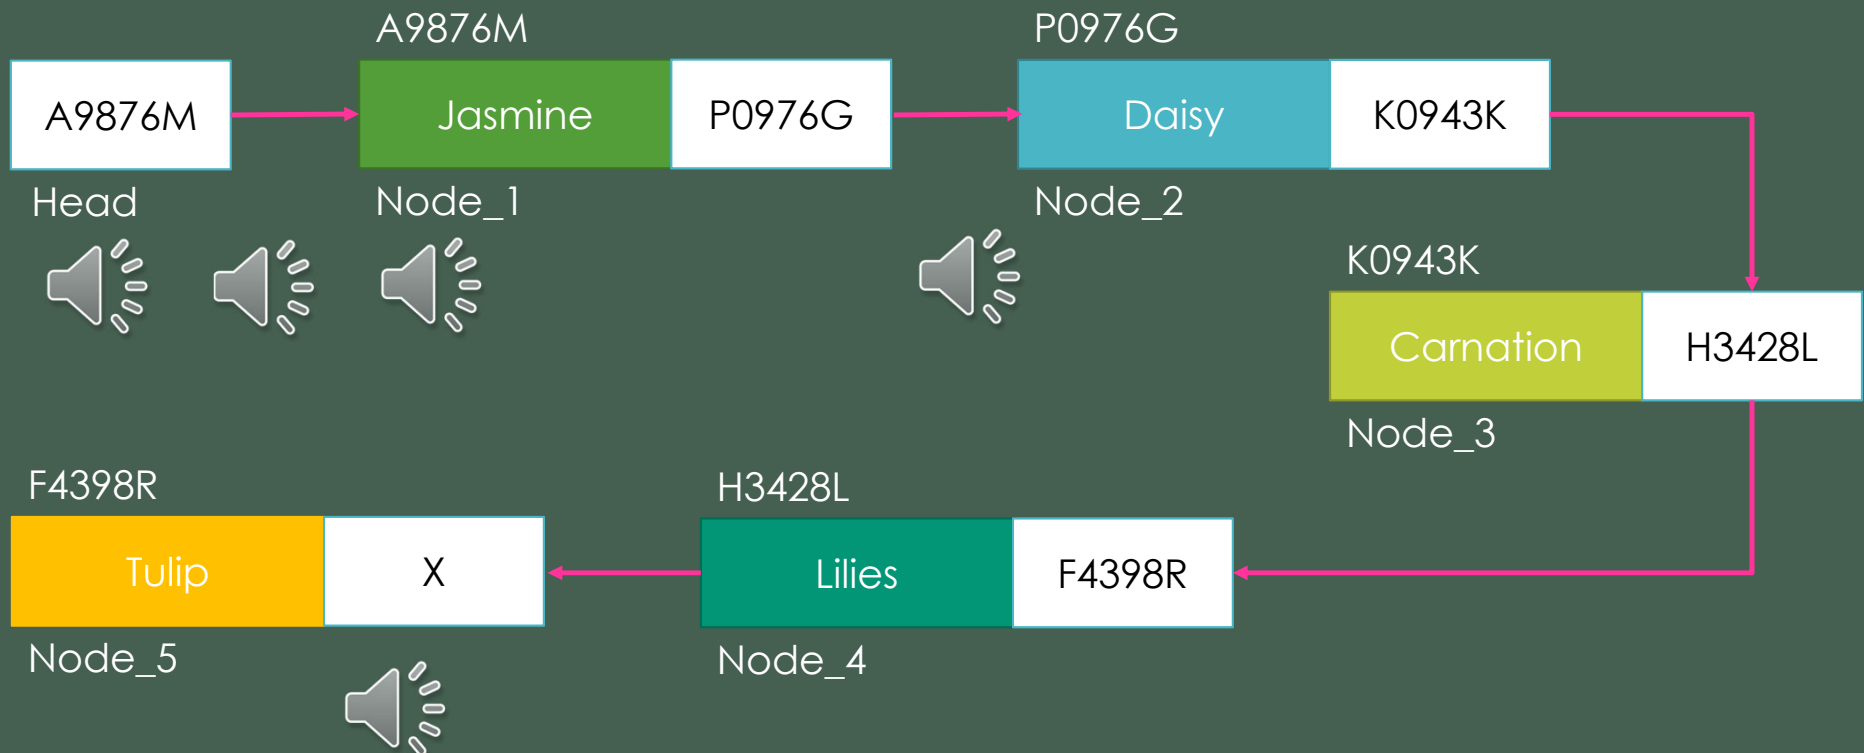 A9876M
P0976G
A9876M
Jasmine
P0976G
Daisy
K0943K
Head
Node_1
Node_2
K0943K
Carnation
H3428L
Node_3
F4398R
H3428L
Tulip
X
Lilies
F4398R
Node_5
Node_4